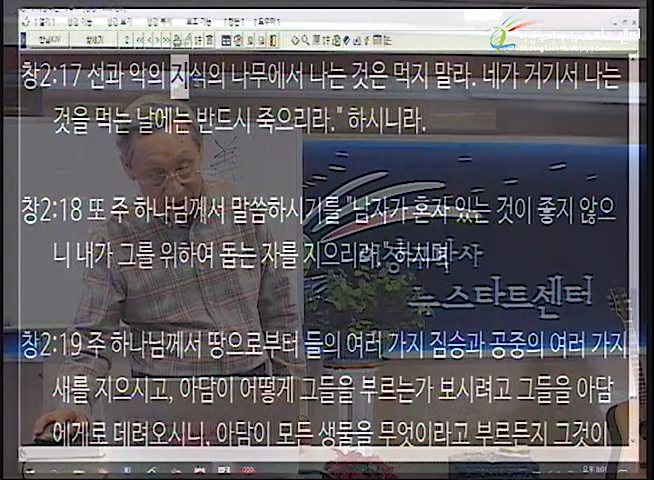 창2:17 선과 악의 지식의 나무에서 나는 것은 먹지 말라. 네가 거기서 나는
것을 먹는 날에는 반드시 죽으리라." 하시니라.
창2:18 또 주 하나님께서 말씀하시기를 "남자가 혼자 있는 것이 좋지 않으
니 내가 그를 위하여 돕는 자를 지으리라." 하시며
뉴스타트센터
창2:19 주 하나님께서 땅으로부터 들의 여러 가지 짐승과 공중의 여러 가지
새를 지으시고, 아담이 어떻게 그들을 부르는가 보시려고 그들을 아담
에게로 데려오시니, 아담이 모든 생물을 무엇이라고 부르든지 그것이